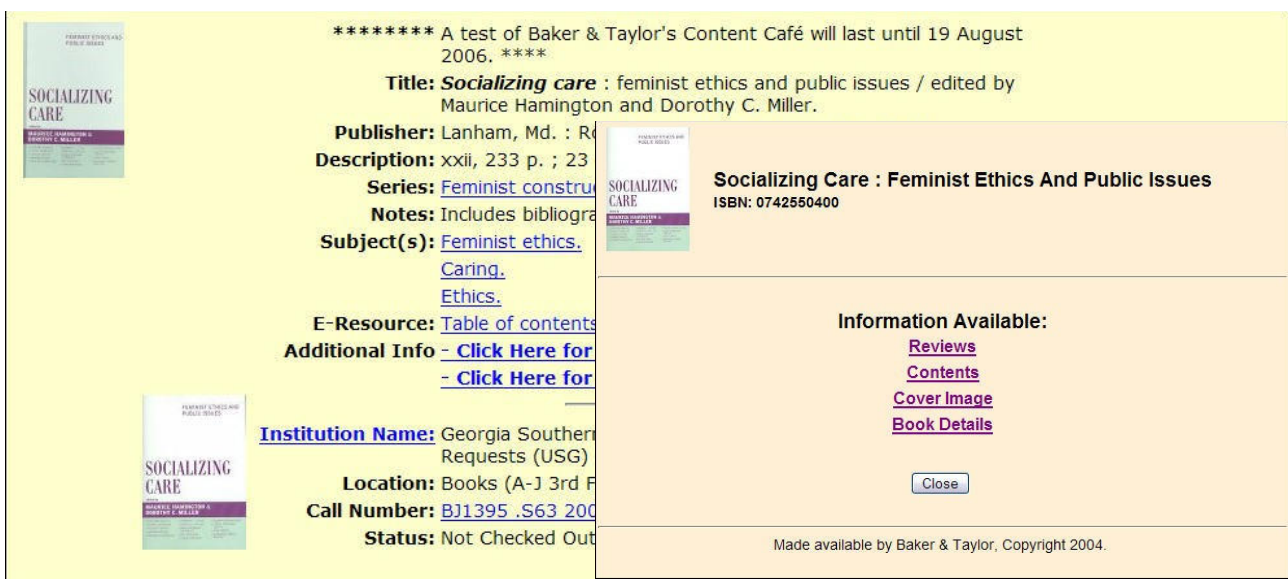 FEMINIST ETHICS AND
PUBLIC ISSUES
SOCIALIZING
CARE
MAURICE HAMINGTON &
DOROTHY C. MILLER
******** A test of Baker & Taylor's Content Café will last until 19 August
2006. ****
Title: Socializing care : feminist ethics and public issues / edited by
Maurice Hamington and Dorothy C. Miller.
Publisher: Lanham, Md. : Ro
Description: xxii, 233 p. ; 23
Series: Feminist constru
Notes: Includes bibliogra
Subject(s): Feminist ethics.
Caring.
Ethics.
E-Resource: Table of contents
Additional Info - Click Here for
- Click Here for
FEMINIST ETHICS AND
PUBLIC ISSUES
SOCIALIZING
CARE
MAURICE HAMINGTON &
DOROTHY C. MILLER
Institution Name: Georgia Southern
Requests (USG)
Location: Books (A-J 3rd F
Call Number: BJ1395 .S63 200
Status: Not Checked Out
FEMINIST ETHICS AND
PUBLIC ISSUES
SOCIALIZING
CARE
MAURICE HAMINGTON &
DOROTHY C. MILLER
Socializing Care : Feminist Ethics And Public Issues
ISBN: 0742550400
Information Available:
Reviews
Contents
Cover Image
Book Details
Close
Made available by Baker & Taylor, Copyright 2004.